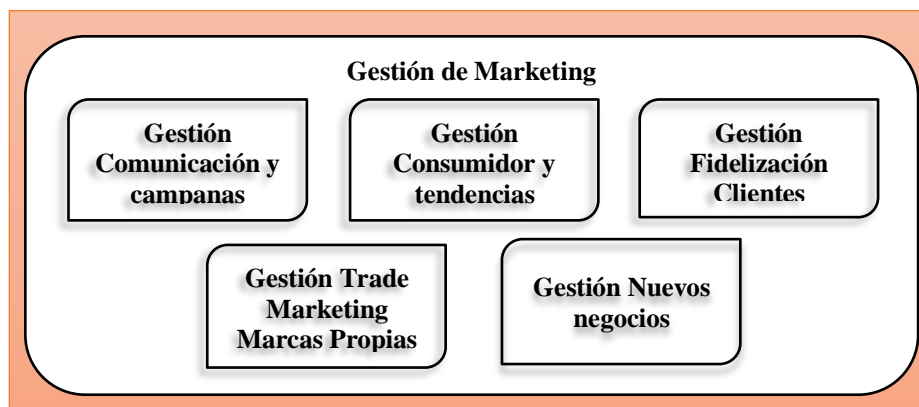 Gestión de Marketing
Gestión
Comunicación y
campanas
Gestión
Consumidor y
tendencias
Gestión
Fidelización
Clientes
Gestión Trade
Marketing
Marcas Propias
Gestión Nuevos
negocios